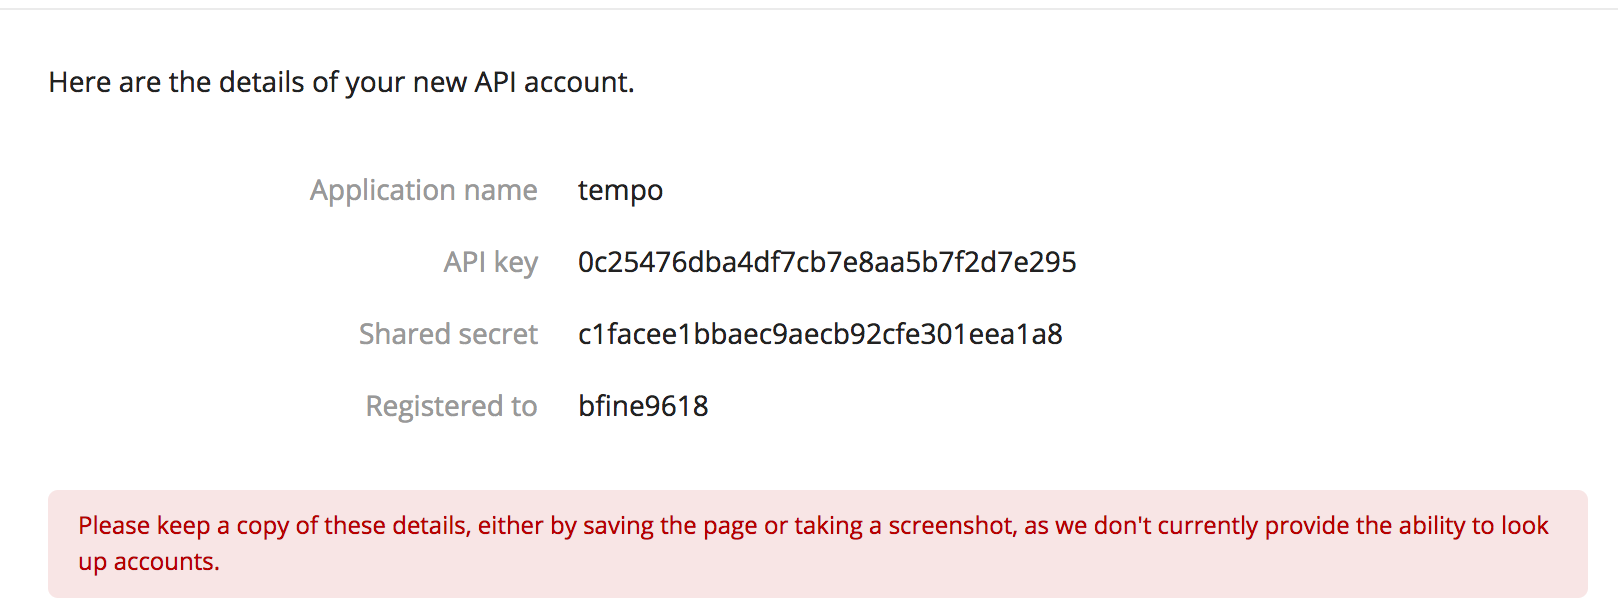 Here are the details of your new API account.
Application name tempo
API key 0c25476dba4df7cb7e8aa5b7f2d7e295
Shared secret c1facee1bbaec9aecb92cfe301eea1a8
Registered to bfine9618
Please keep a copy of these details, either by saving the page or taking a screenshot, as we don't currently provide the ability to look
up accounts.